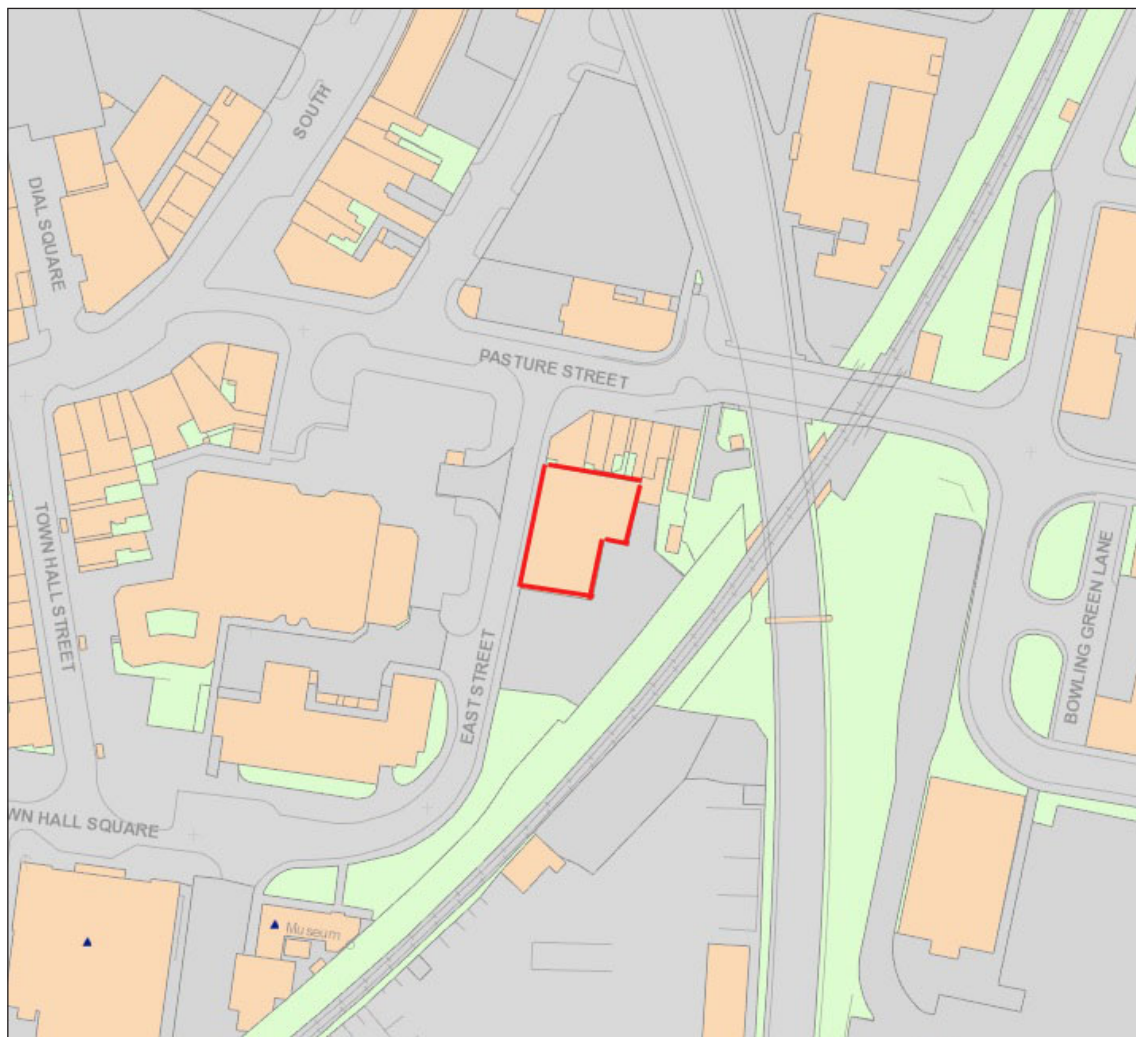 SOUTH
DIAL SQUARE
PASTURE STREET
TOWN HALL STREET
EAST STREET
BOWLING GREEN LANE
WN HALL SQUARE
Museum